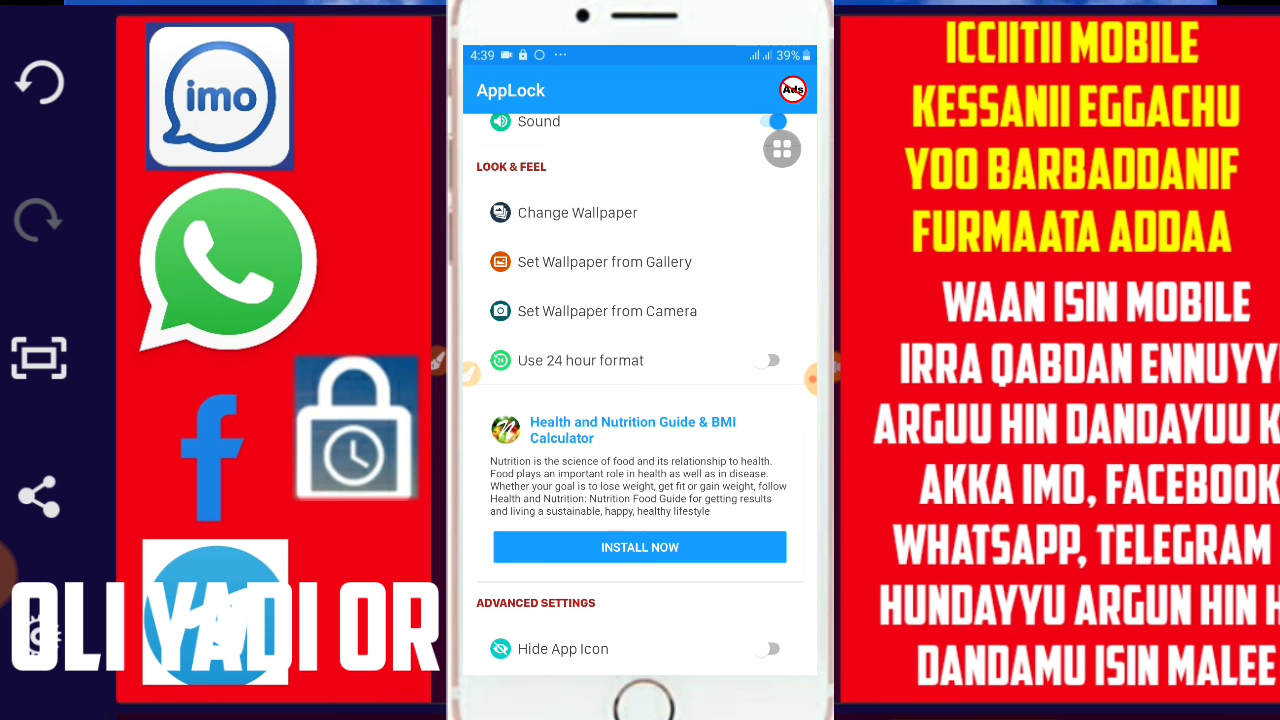 imo
OLI YADI OR
4:39
39%
AppLock
Ads
Sound
LOOK & FEEL
Change Wallpaper
Set Wallpaper from Gallery
Set Wallpaper from Camera
Use 24 hour format
Health and Nutrition Guide & BMI
Calculator
Nutrition is the science of food and its relationship to health.
Food plays an important role in health as well as in disease.
Whether your goal is to lose weight, get fit or gain weight, follow
Health and Nutrition: Nutrition Food Guide for getting results
and living a sustainable, happy, healthy lifestyle
INSTALL NOW
ADVANCED SETTINGS
Hide App Icon
ICCIITII MOBILE
KESSANII EGGACHU
YOO BARBADDANIF
FURMAATA ADDAA
WAAN ISIN MOBILE
IRRA QABDAN ENNUYYU
ARGUU HIN DANDAYUU K
AKKA IMO, FACEBOOK
WHATSAPP, TELEGRAM
HUNDAYYU ARGUN HIN H
DANDAMU ISIN MALEE